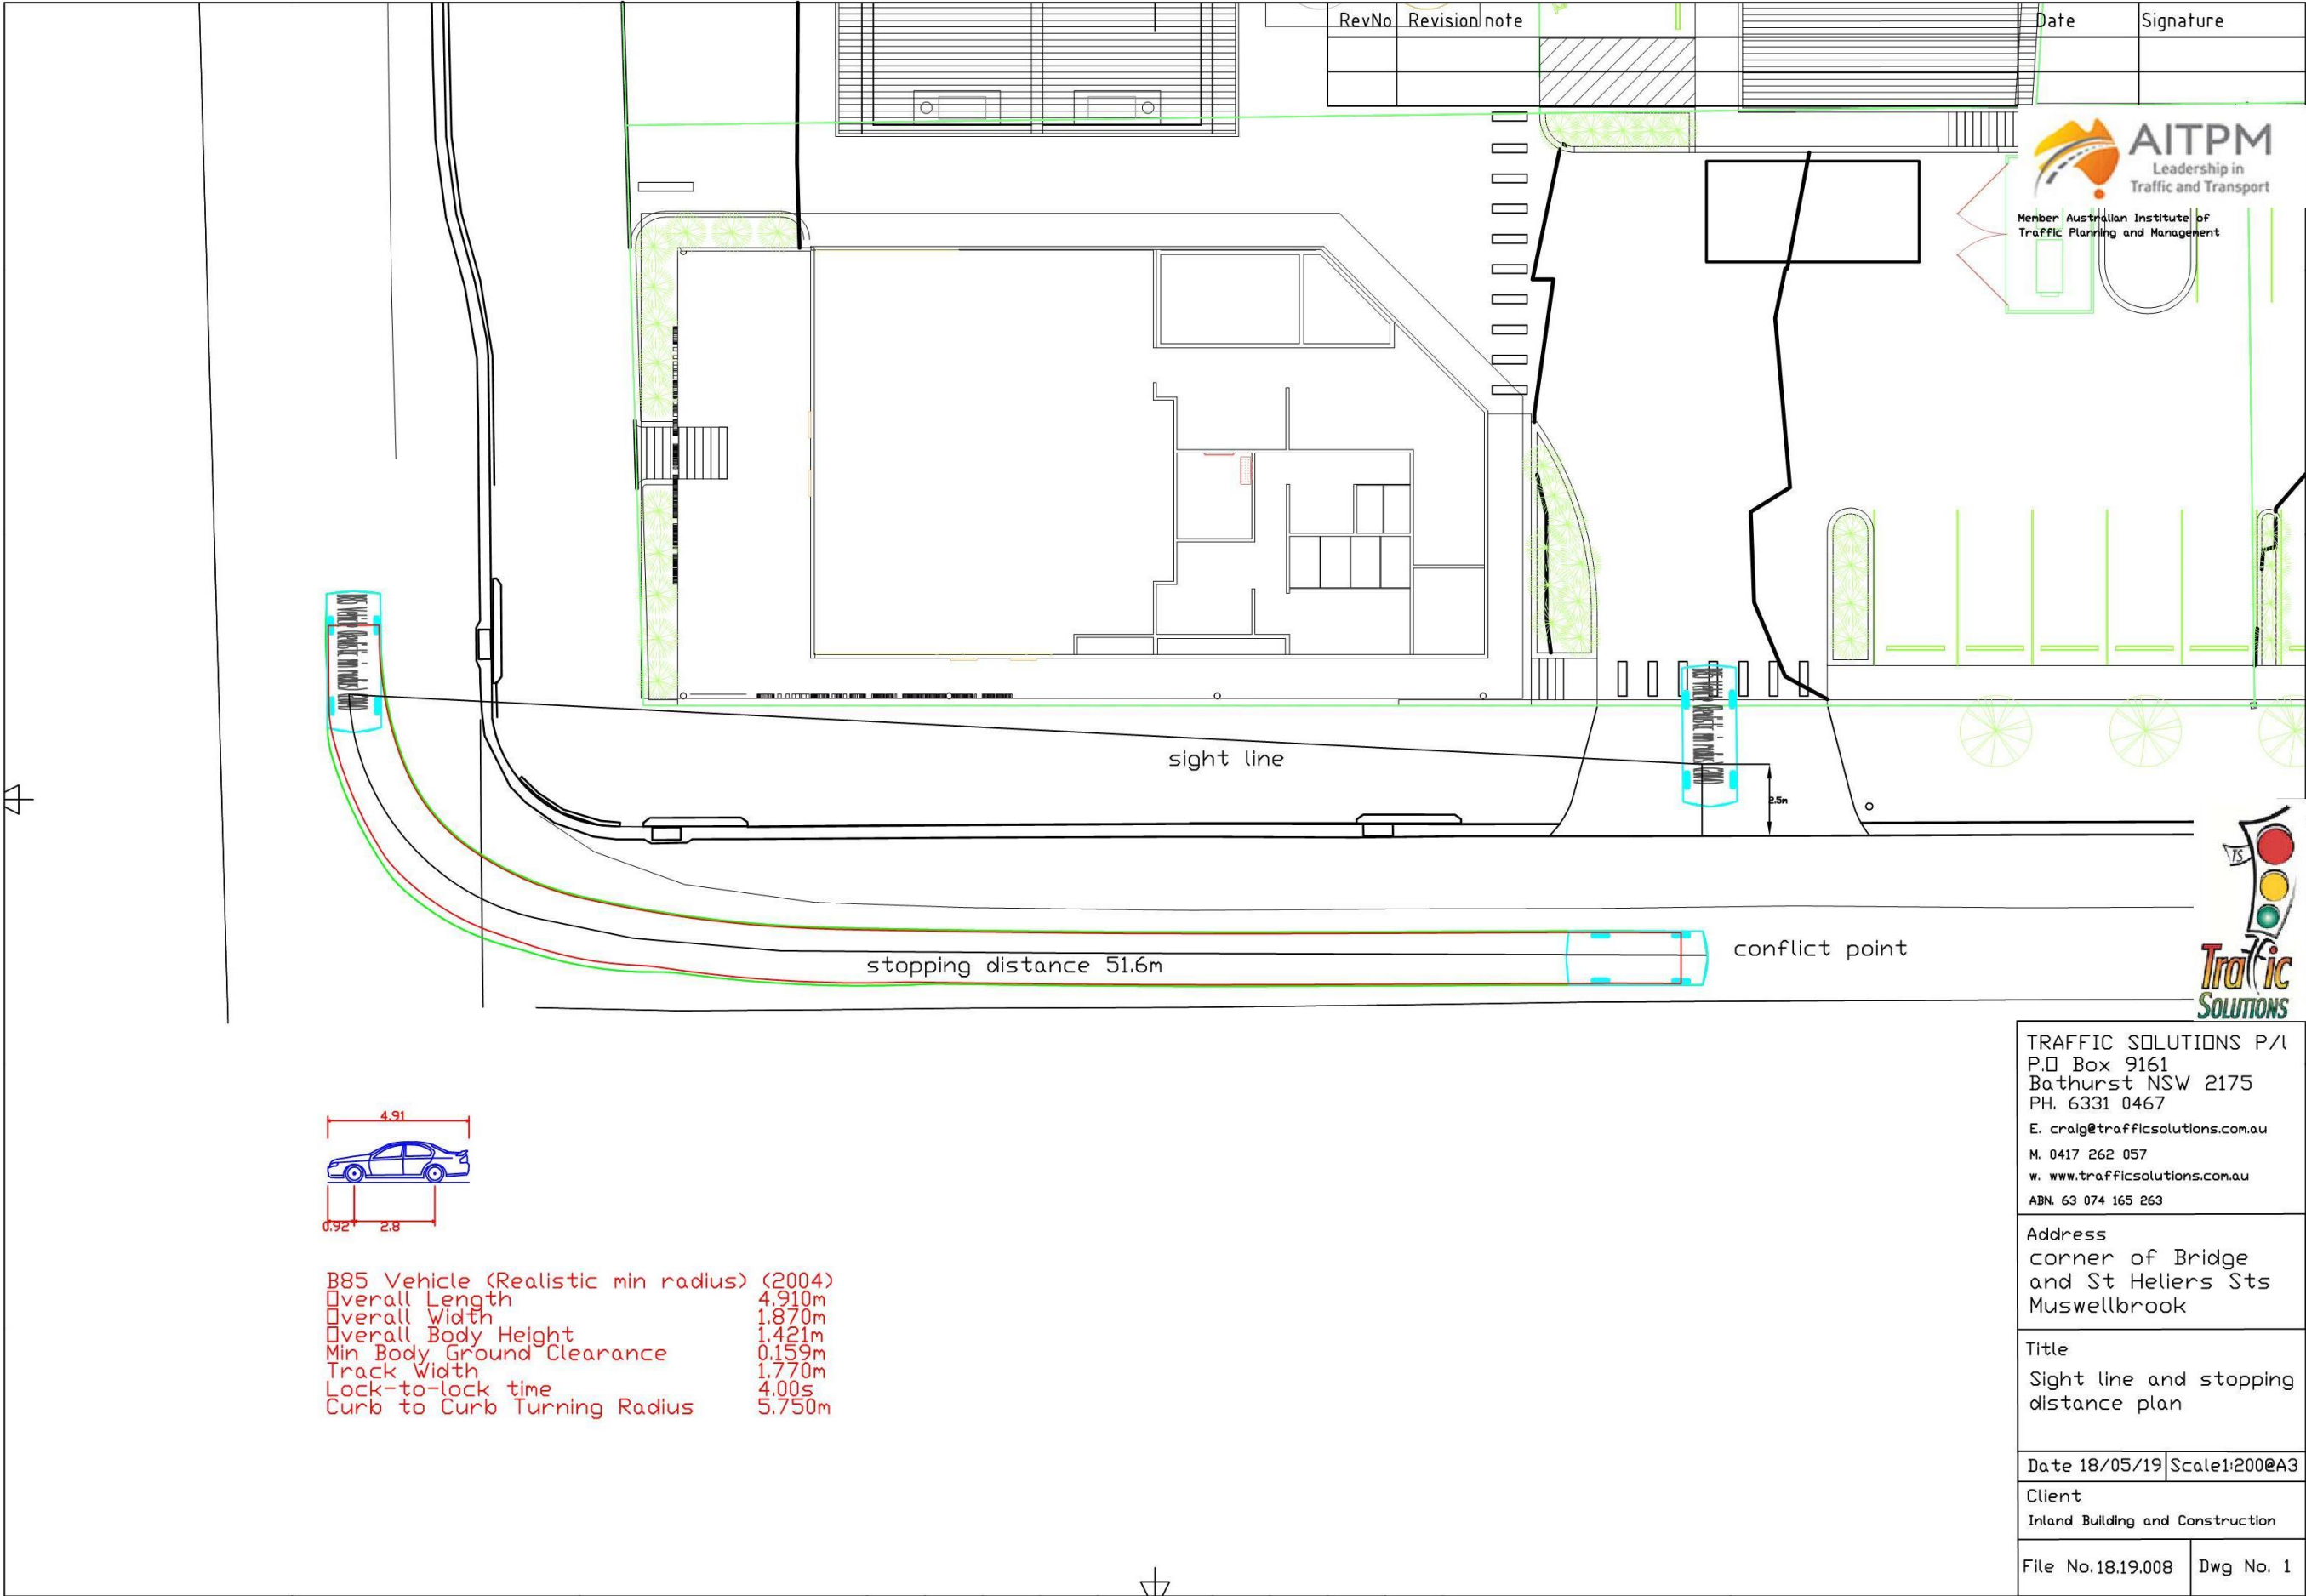 RevNo Revision note Date Signature
AITPM
Leadership in
Traffic and Transport
Member Australian Institute of
Traffic Planning and Management
sight line
2.5m
stopping distance 51.6m
conflict point
TS
Traffic
SOLUTIONS
TRAFFIC SOLUTIONS P/l
P.O Box 9161
Bathurst NSW 2175
PH. 6331 0467
E. craig@trafficsolutions.com.au
M. 0417 262 057
w. www.trafficsolutions.com.au
ABN. 63 074 165 263
Address
corner of Bridge
and St Heliers Sts
Muswellbrook
Title
Sight line and stopping
distance plan
Date 18/05/19 Scale1:200@A3
Client
Inland Building and Construction
File No.18.19.008 Dwg No. 1
4.91
0.92 2.8
B85 Vehicle (Realistic min radius) (2004)
Overall Length 4.910m
Overall Width 1.870m
Overall Body Height 1.421m
Min Body Ground Clearance 0.159m
Track Width 1.770m
Lock-to-lock time 4.00s
Curb to Curb Turning Radius 5.750m